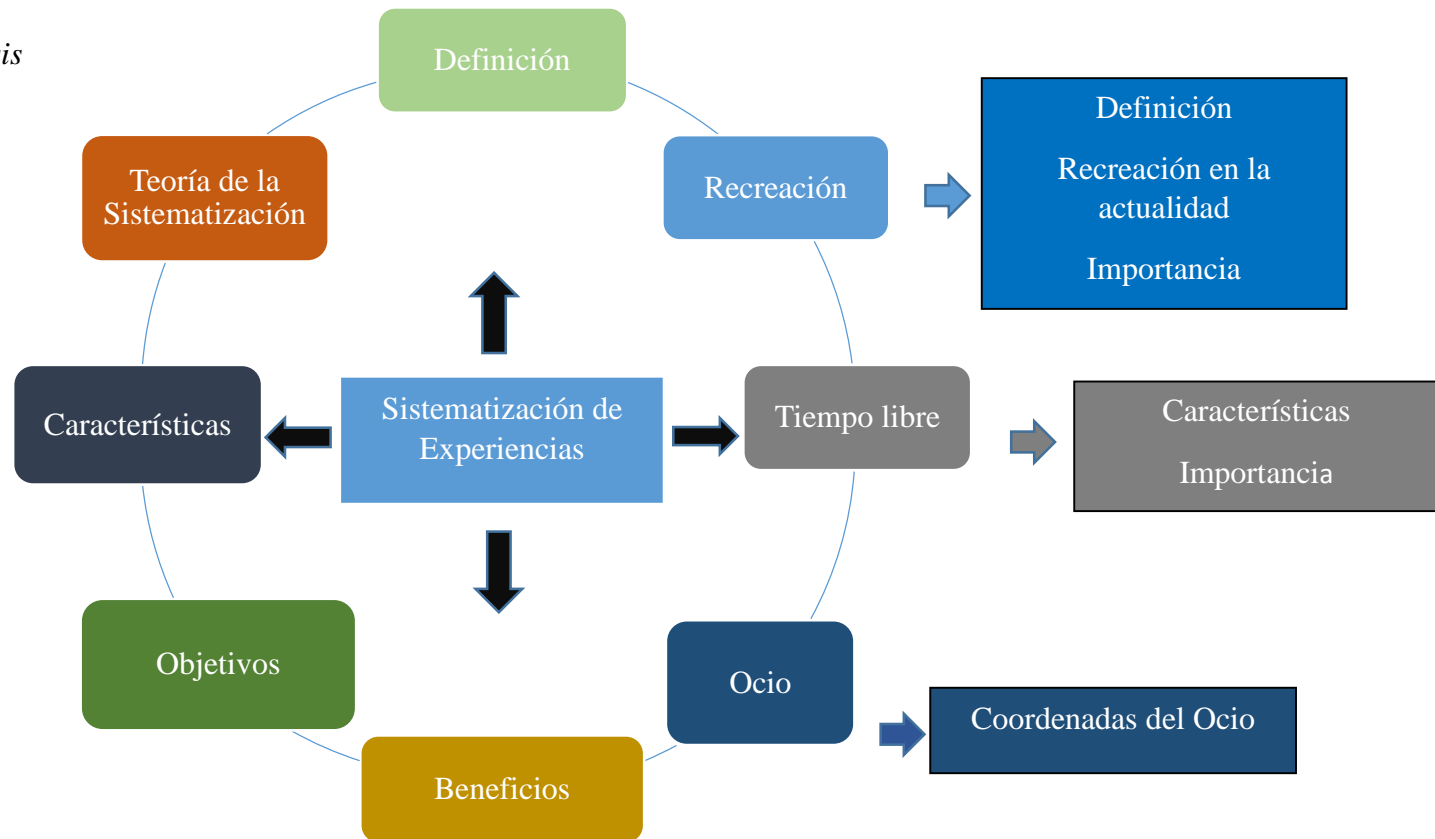 is
Definición
Definición
Recreación en la
actualidad
Importancia
Teoría de la
Sistematización
Recreación
Características
Sistematización de
Experiencias
Tiempo libre
Características
Importancia
Objetivos
Ocio
Coordenadas del Ocio
Beneficios